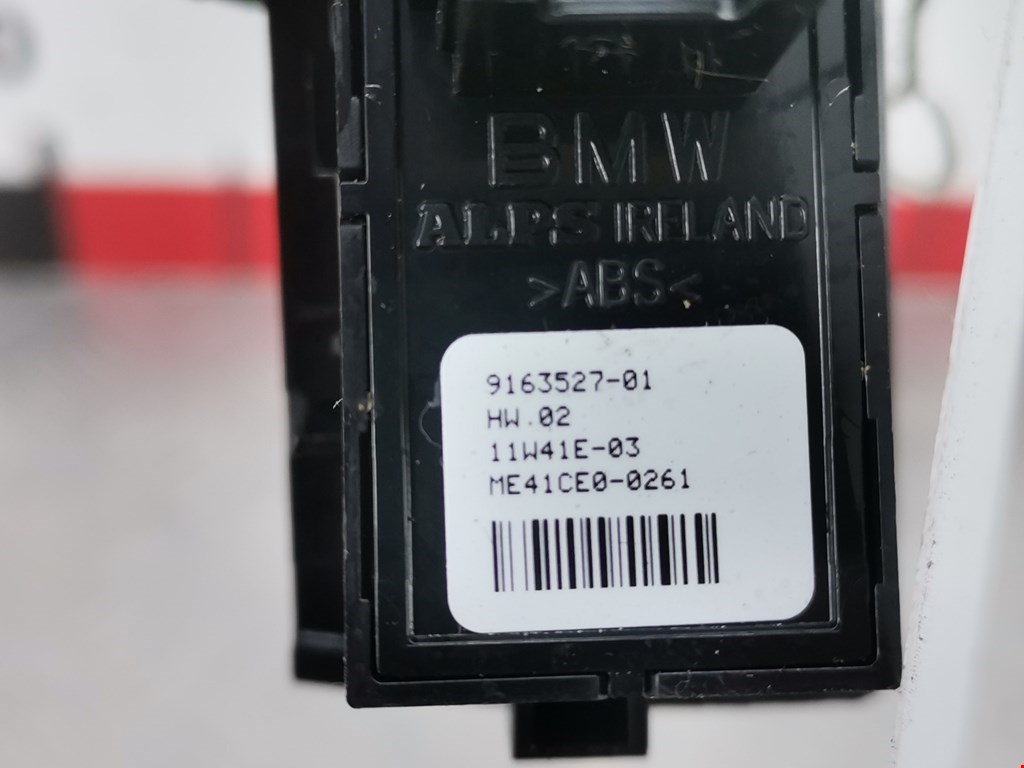 BMW
ALPS IRELAND
>ABS<
9163527-01
HW.02
11W41E-03
ME41CE0-0261